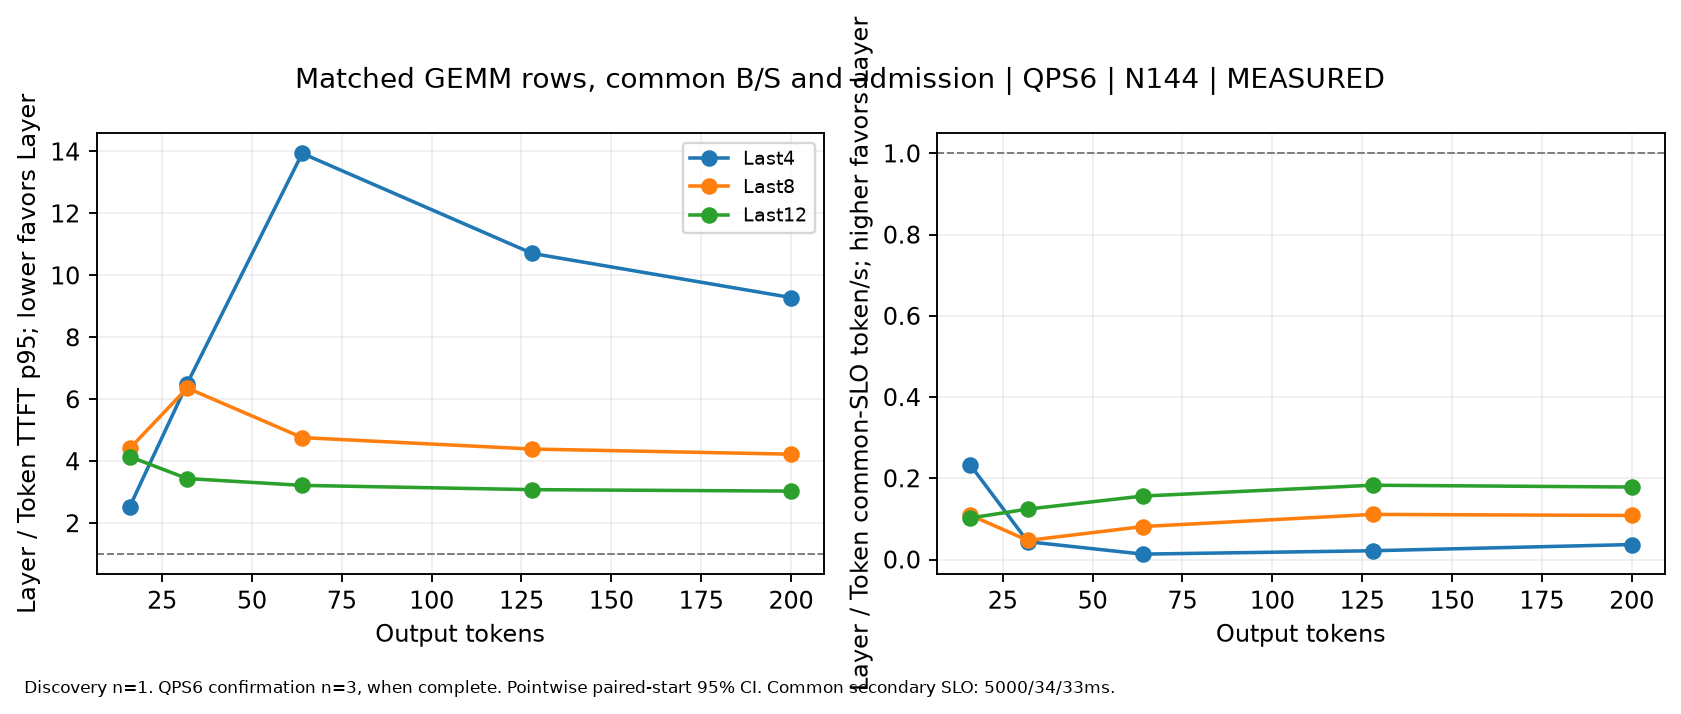 Matched GEMM rows, common B/S and admission | QPS6 | N144 | MEASURED
Layer / Token TTFT p95; lower favors Layer
14
12
10
8
6
4
2
Last4
Last8
Last12
25 50 75 100 125 150 175 200
Output tokens
Layer / Token common-SLO token/s; higher favors Layer
1.0
0.8
0.6
0.4
0.2
0.0
25 50 75 100 125 150 175 200
Output tokens
Discovery n=1. QPS6 confirmation n=3, when complete. Pointwise paired-start 95% CI. Common secondary SLO: 5000/34/33ms.